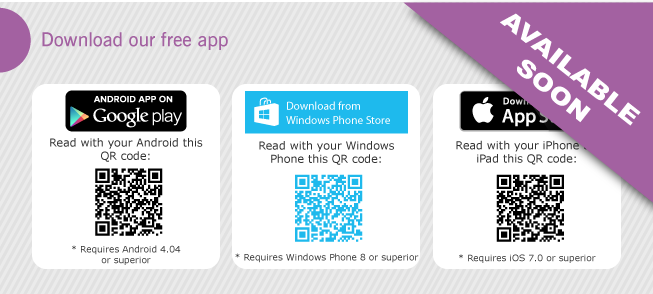 Download our free app
AVAILABLE
SOON
ANDROID APP ON
Google play
Read with your Android this
QR code:
* Requires Android 4.04
or superior
Download from
Windows Phone Store
Read with your Windows
Phone this QR code:
* Requires Windows Phone 8 or superior
Read with your iPhone
iPad this QR code:
* Requires iOS 7.0 or superior